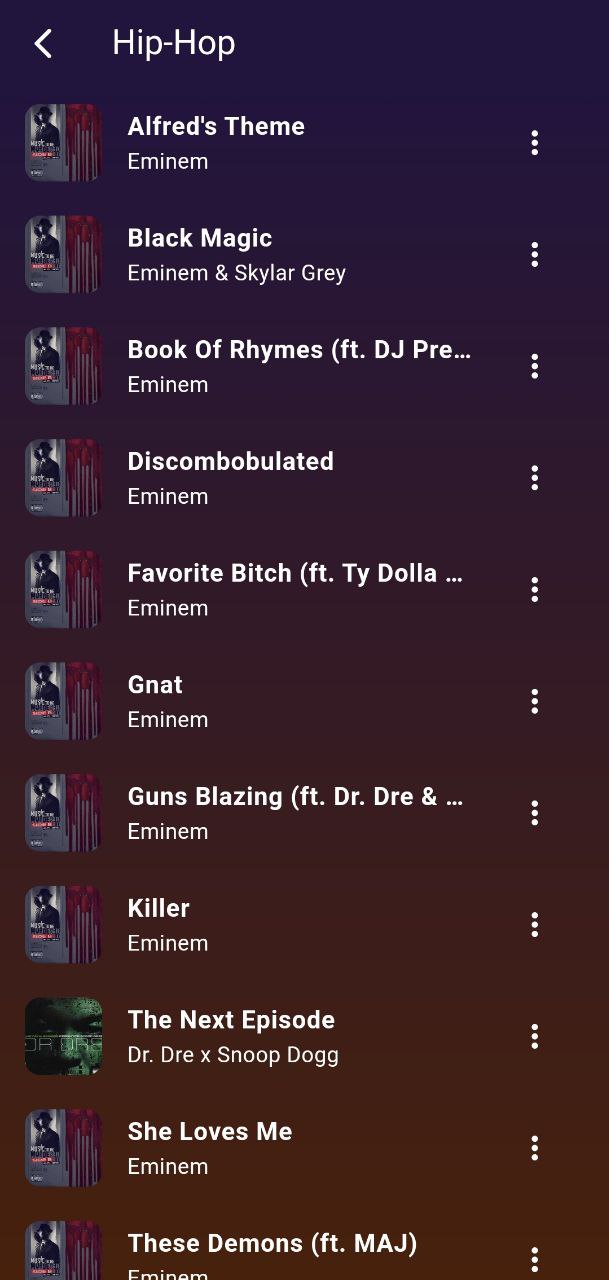 Hip-Hop
Alfred's Theme
Eminem
Black Magic
Eminem & Skylar Grey
Book Of Rhymes (ft. DJ Pre…
Eminem
Discombobulated
Eminem
Favorite Bitch (ft. Ty Dolla …
Eminem
Gnat
Eminem
Guns Blazing (ft. Dr. Dre & …
Eminem
Killer
Eminem
The Next Episode
Dr. Dre x Snoop Dogg
She Loves Me
Eminem
These Demons (ft. MAJ)
Eminem